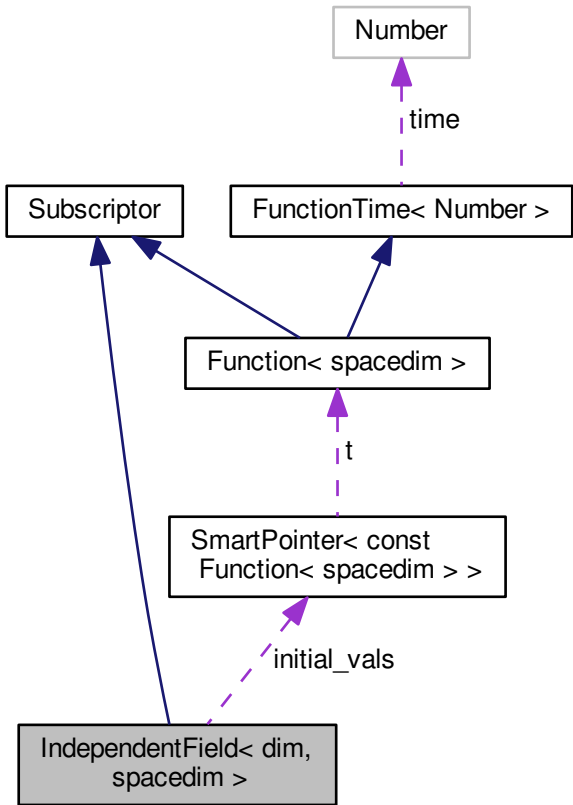 Number
time
Subscriptor
FunctionTime< Number >
Function< spacedim >
t
SmartPointer< const
Function< spacedim > >
initial_vals
IndependentField< dim,
spacedim >